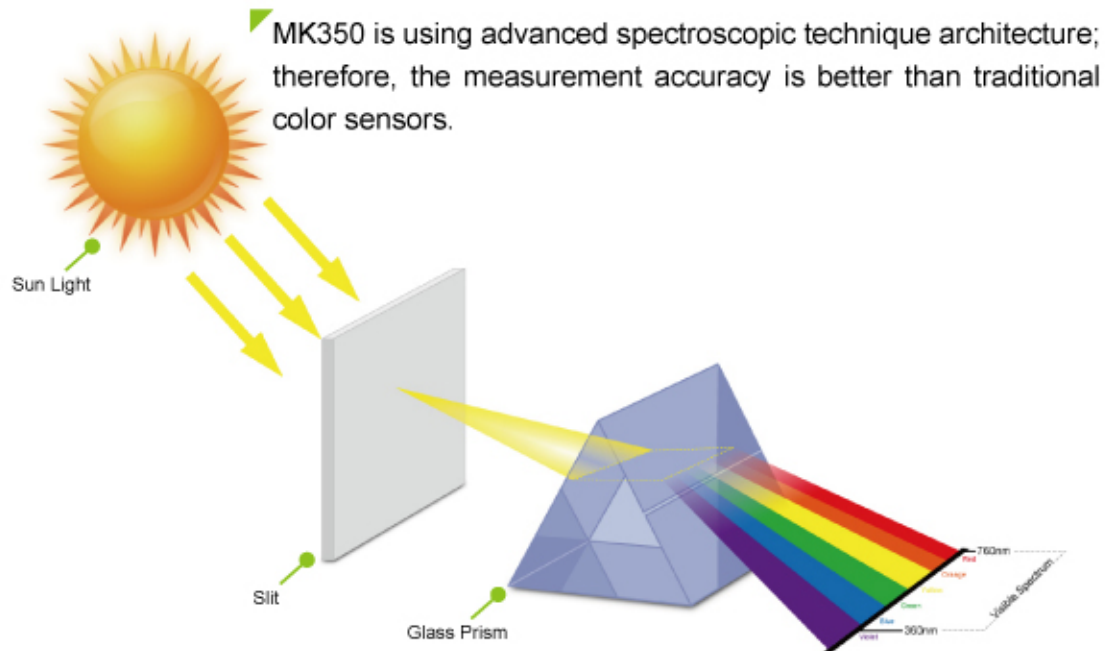 MK350 is using advanced spectroscopic technique architecture;
therefore, the measurement accuracy is better than traditional
color sensors.
Sun Light
Slit
Glass Prism
760nm
Red
Orange
Yellow
Green
Blue
Violet
360nm
Visible Spectrum